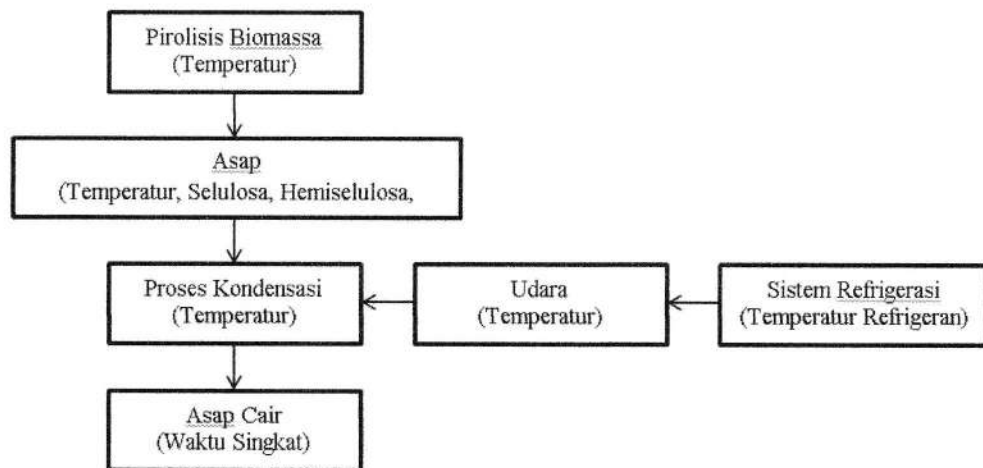 Pirolisis Biomassa
(Temperatur)
Asap
(Temperatur, Selulosa, Hemiselulosa,
Proses Kondensasi
(Temperatur)
Udara
(Temperatur)
Sistem Refrigerasi
(Temperatur Refrigeran)
Asap Cair
(Waktu Singkat)